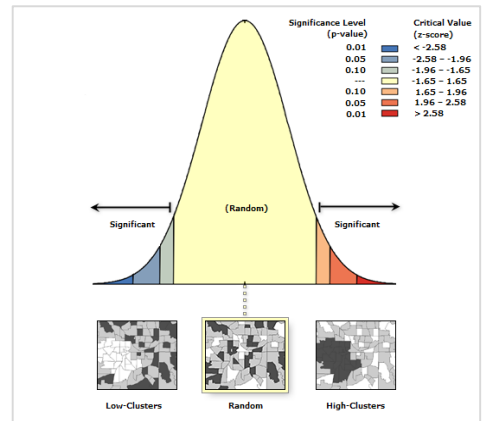 Significance Level Critical Value
(p-value) (z-score)
0.01 < -2.58
0.05 -2.58 – -1.96
0.10 -1.96 – -1.65
--- -1.65 – 1.65
0.10 1.65 – 1.96
0.05 1.96 – 2.58
0.01 > 2.58
(Random)
Significant Significant
Low-Clusters Random High-Clusters